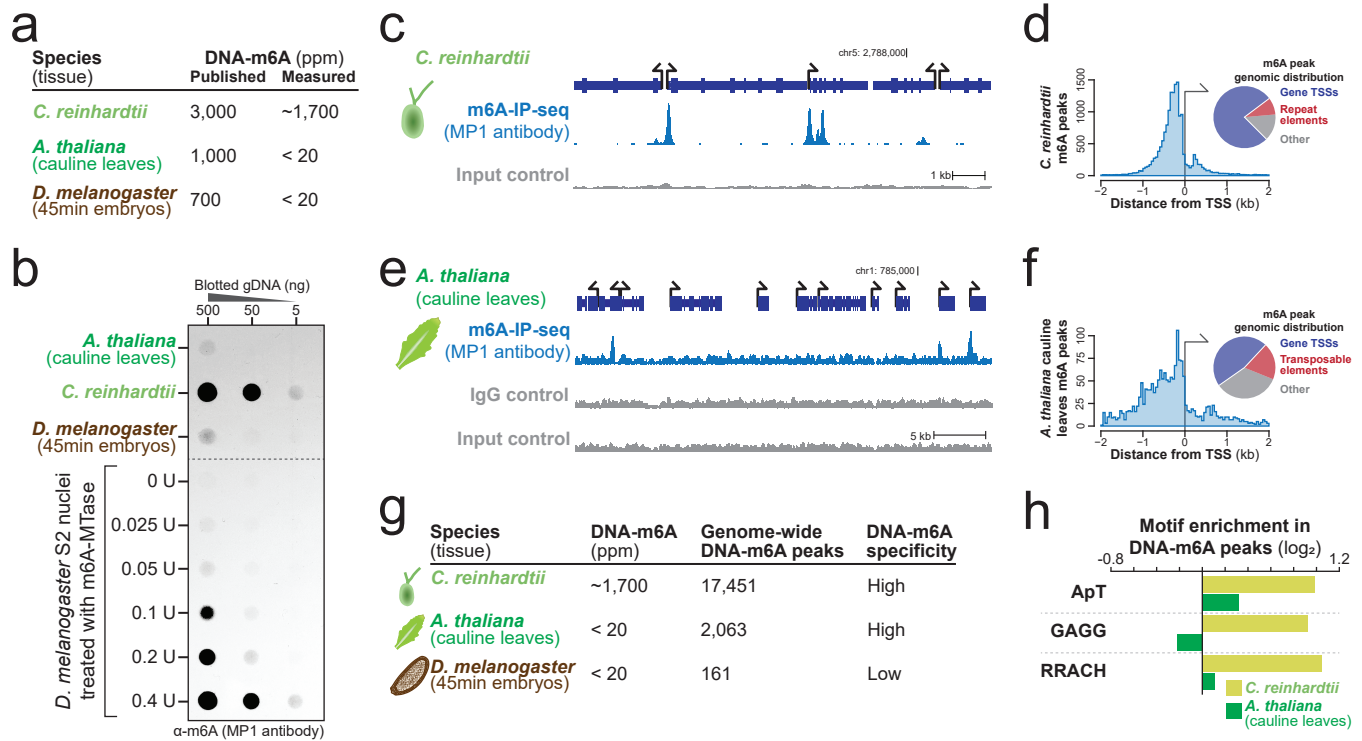 a
Species DNA-m6A (ppm)
(tissue) Published Measured
C. reinhardtii 3,000 ~1,700
A. thaliana
(cauline leaves) 1,000 < 20
D. melanogaster
(45min embryos) 700 < 20
b
Blotted gDNA (ng)
500 50 5
A. thaliana
(cauline leaves)
C. reinhardtii
D. melanogaster
(45min embryos)
D. melanogaster S2 nuclei
treated with m6A-MTase
0 U
0.025 U
0.05 U
0.1 U
0.2 U
0.4 U
α-m6A (MP1 antibody)
c
C. reinhardtii
chr5: 2,788,000
m6A-IP-seq
(MP1 antibody)
Input control
1 kb
d
C. reinhardtii
m6A peaks
0 500 1000 1500
m6A peak
genomic distribution
Gene TSSs
Repeat
elements
Other
−2 −1 0 1 2
Distance from TSS (kb)
e
A. thaliana
(cauline leaves)
chr1: 785,000
m6A-IP-seq
(MP1 antibody)
IgG control
Input control
5 kb
f
A. thaliana cauline
leaves m6A peaks
0 25 50 75 100
m6A peak
genomic distribution
Gene TSSs
Transposable
elements
Other
−2 −1 0 1 2
Distance from TSS (kb)
g
Species DNA-m6A Genome-wide DNA-m6A
(tissue) (ppm) DNA-m6A peaks specificity
C. reinhardtii ~1,700 17,451 High
A. thaliana
(cauline leaves) < 20 2,063 High
D. melanogaster
(45min embryos) < 20 161 Low
h
Motif enrichment in
DNA-m6A peaks (log₂)
-0.8 1.2
ApT
GAGG
RRACH
C. reinhardtii
A. thaliana
(cauline leaves)